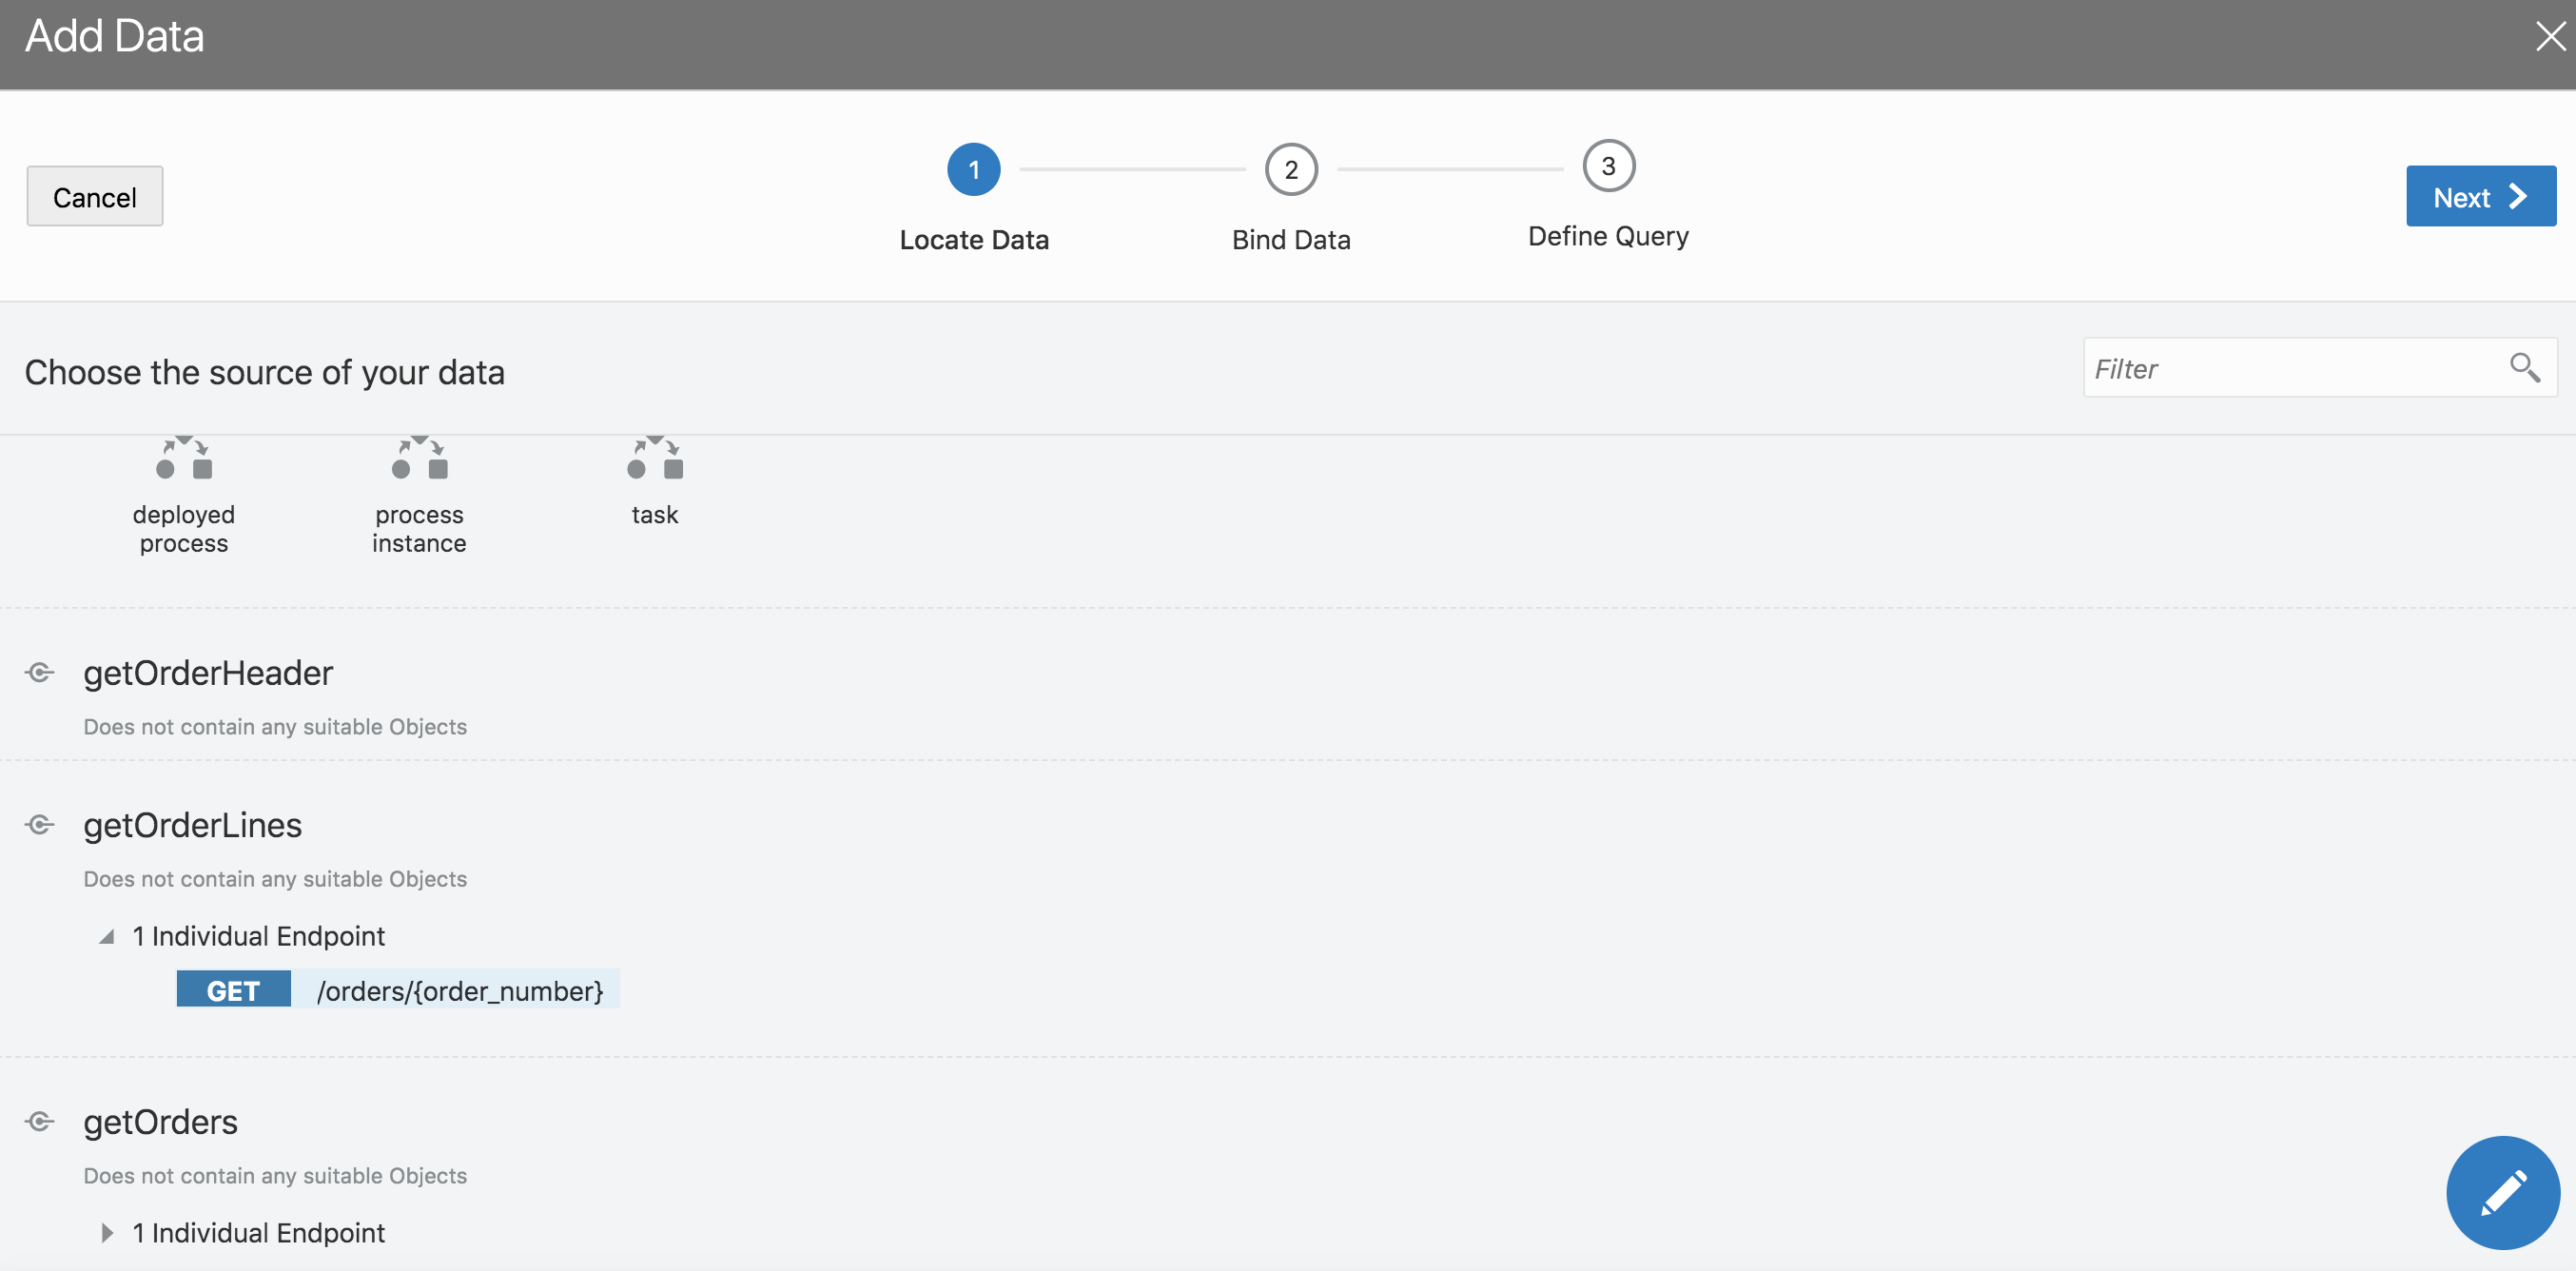 Add Data
Cancel
1
2
3
Locate Data
Bind Data
Define Query
Next
Choose the source of your data
Filter
deployed
process
process
instance
task
getOrderHeader
Does not contain any suitable Objects
getOrderLines
Does not contain any suitable Objects
1 Individual Endpoint
GET /orders/{order_number}
getOrders
Does not contain any suitable Objects
1 Individual Endpoint